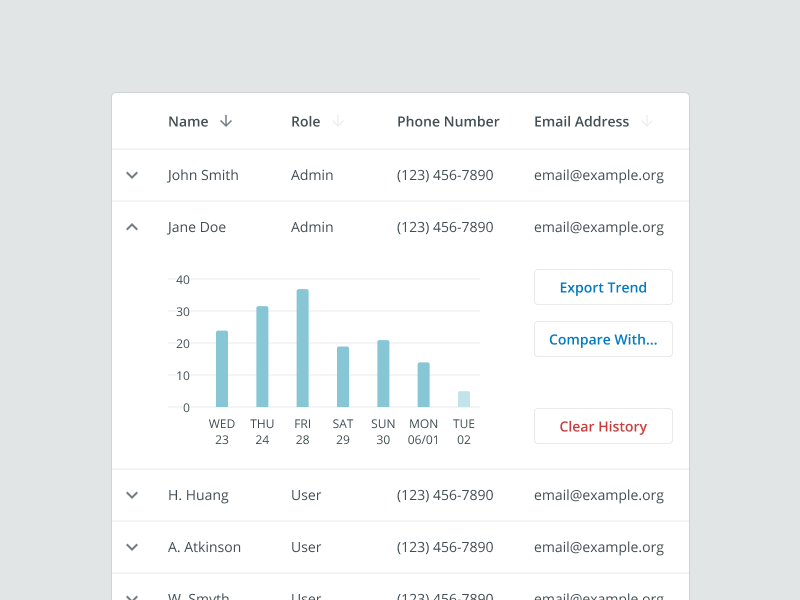 Name Role Phone Number Email Address
John Smith Admin (123) 456-7890 email@example.org
Jane Doe Admin (123) 456-7890 email@example.org
40
30
20
10
0
WED THU FRI SAT SUN MON TUE
23 24 28 29 30 06/01 02
Export Trend
Compare With...
Clear History
H. Huang User (123) 456-7890 email@example.org
A. Atkinson User (123) 456-7890 email@example.org
W. Smyth User (123) 456-7890 email@example.org